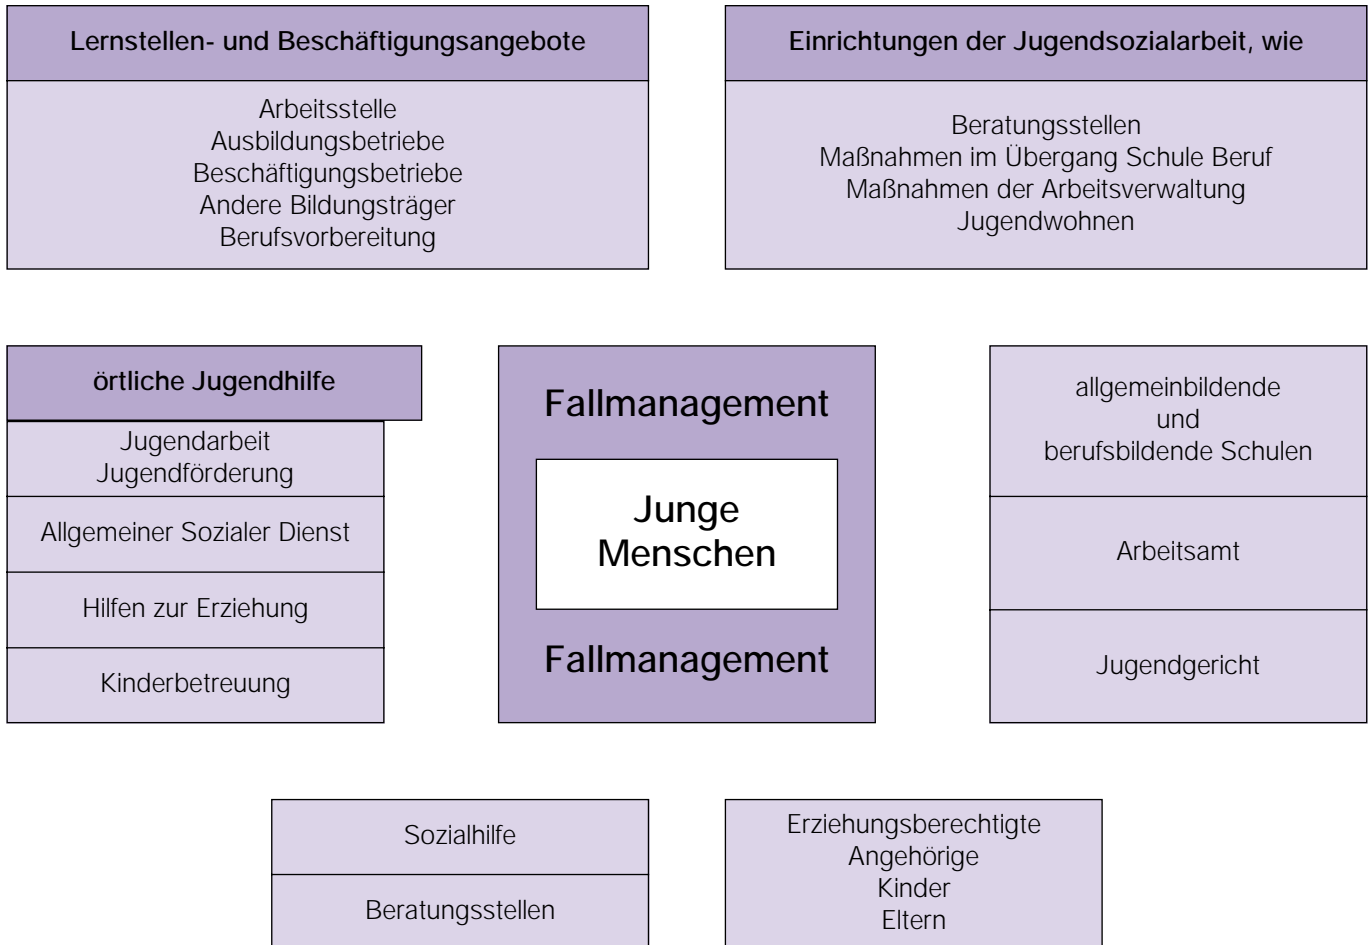 Lernstellen- und Beschäftigungsangebote
Arbeitsstelle
Ausbildungsbetriebe
Beschäftigungsbetriebe
Andere Bildungsträger
Berufsvorbereitung
Einrichtungen der Jugendsozialarbeit, wie
Beratungsstellen
Maßnahmen im Übergang Schule Beruf
Maßnahmen der Arbeitsverwaltung
Jugendwohnen
örtliche Jugendhilfe
Jugendarbeit
Jugendförderung
Allgemeiner Sozialer Dienst
Hilfen zur Erziehung
Kinderbetreuung
Fallmanagement
Junge
Menschen
Fallmanagement
allgemeinbildende
und
berufsbildende Schulen
Arbeitsamt
Jugendgericht
Sozialhilfe
Beratungsstellen
Erziehungsberechtigte
Angehörige
Kinder
Eltern